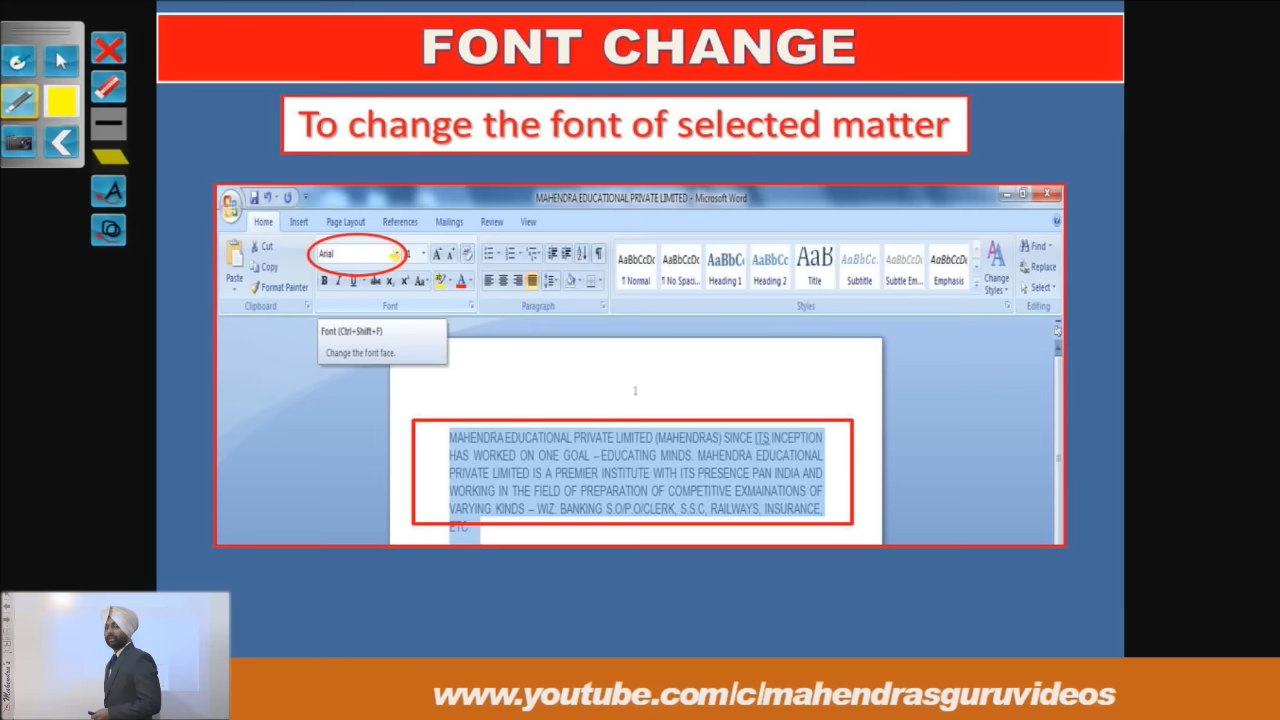 FONT CHANGE
To change the font of selected matter
MAHENDRA EDUCATIONAL PRIVATE LIMITED - Microsoft Word
Home Insert Page Layout References Mailings Review View
Cut
Copy
Format Painter
Paste
Clipboard
Arial
Font
Paragraph
AaBbCcDc AaBbCcDc AaBbC AaBbCc AaB AaBbCc. AaBbCcDc AaBbCcDc
¶ Normal ¶ No Spaci... Heading 1 Heading 2 Title Subtitle Subtle Em... Emphasis
Change Styles
Styles
Find
Replace
Select
Editing
Font (Ctrl+Shift+F)
Change the font face.
1
MAHENDRA EDUCATIONAL PRIVATE LIMITED (MAHENDRAS) SINCE ITS INCEPTION
HAS WORKED ON ONE GOAL – EDUCATING MINDS. MAHENDRA EDUCATIONAL
PRIVATE LIMITED IS A PREMIER INSTITUTE WITH ITS PRESENCE PAN INDIA AND
WORKING IN THE FIELD OF PREPARATION OF COMPETITIVE EXMAINATIONS OF
VARYING KINDS – WIZ: BANKING S.O/P.O/CLERK, S.S.C, RAILWAYS, INSURANCE,
ETC
Mahendra's
www.youtube.com/c/mahendrasguruvideos